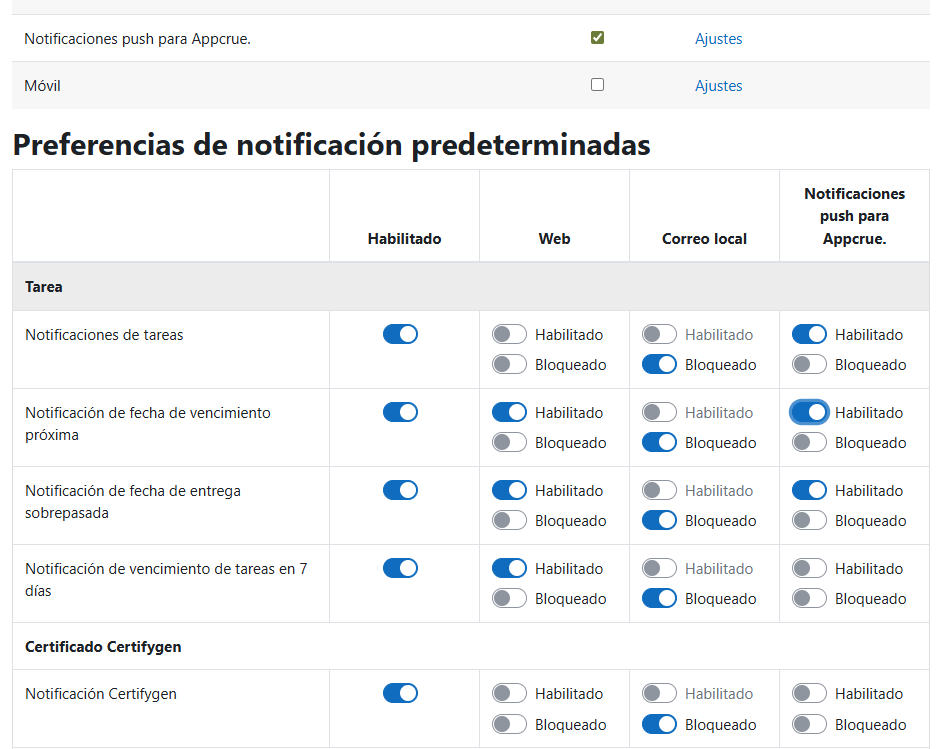 Notificaciones push para Appcrue.
Ajustes
Móvil
Ajustes
Preferencias de notificación predeterminadas
Habilitado
Web
Correo local
Notificaciones
push para
Appcrue.
Tarea
Notificaciones de tareas
Habilitado
Bloqueado
Habilitado
Bloqueado
Habilitado
Bloqueado
Notificación de fecha de vencimiento
próxima
Habilitado
Bloqueado
Habilitado
Bloqueado
Habilitado
Bloqueado
Notificación de fecha de entrega
sobrepasada
Habilitado
Bloqueado
Habilitado
Bloqueado
Habilitado
Bloqueado
Notificación de vencimiento de tareas en 7
días
Habilitado
Bloqueado
Habilitado
Bloqueado
Habilitado
Bloqueado
Certificado Certifygen
Notificación Certifygen
Habilitado
Bloqueado
Habilitado
Bloqueado
Habilitado
Bloqueado